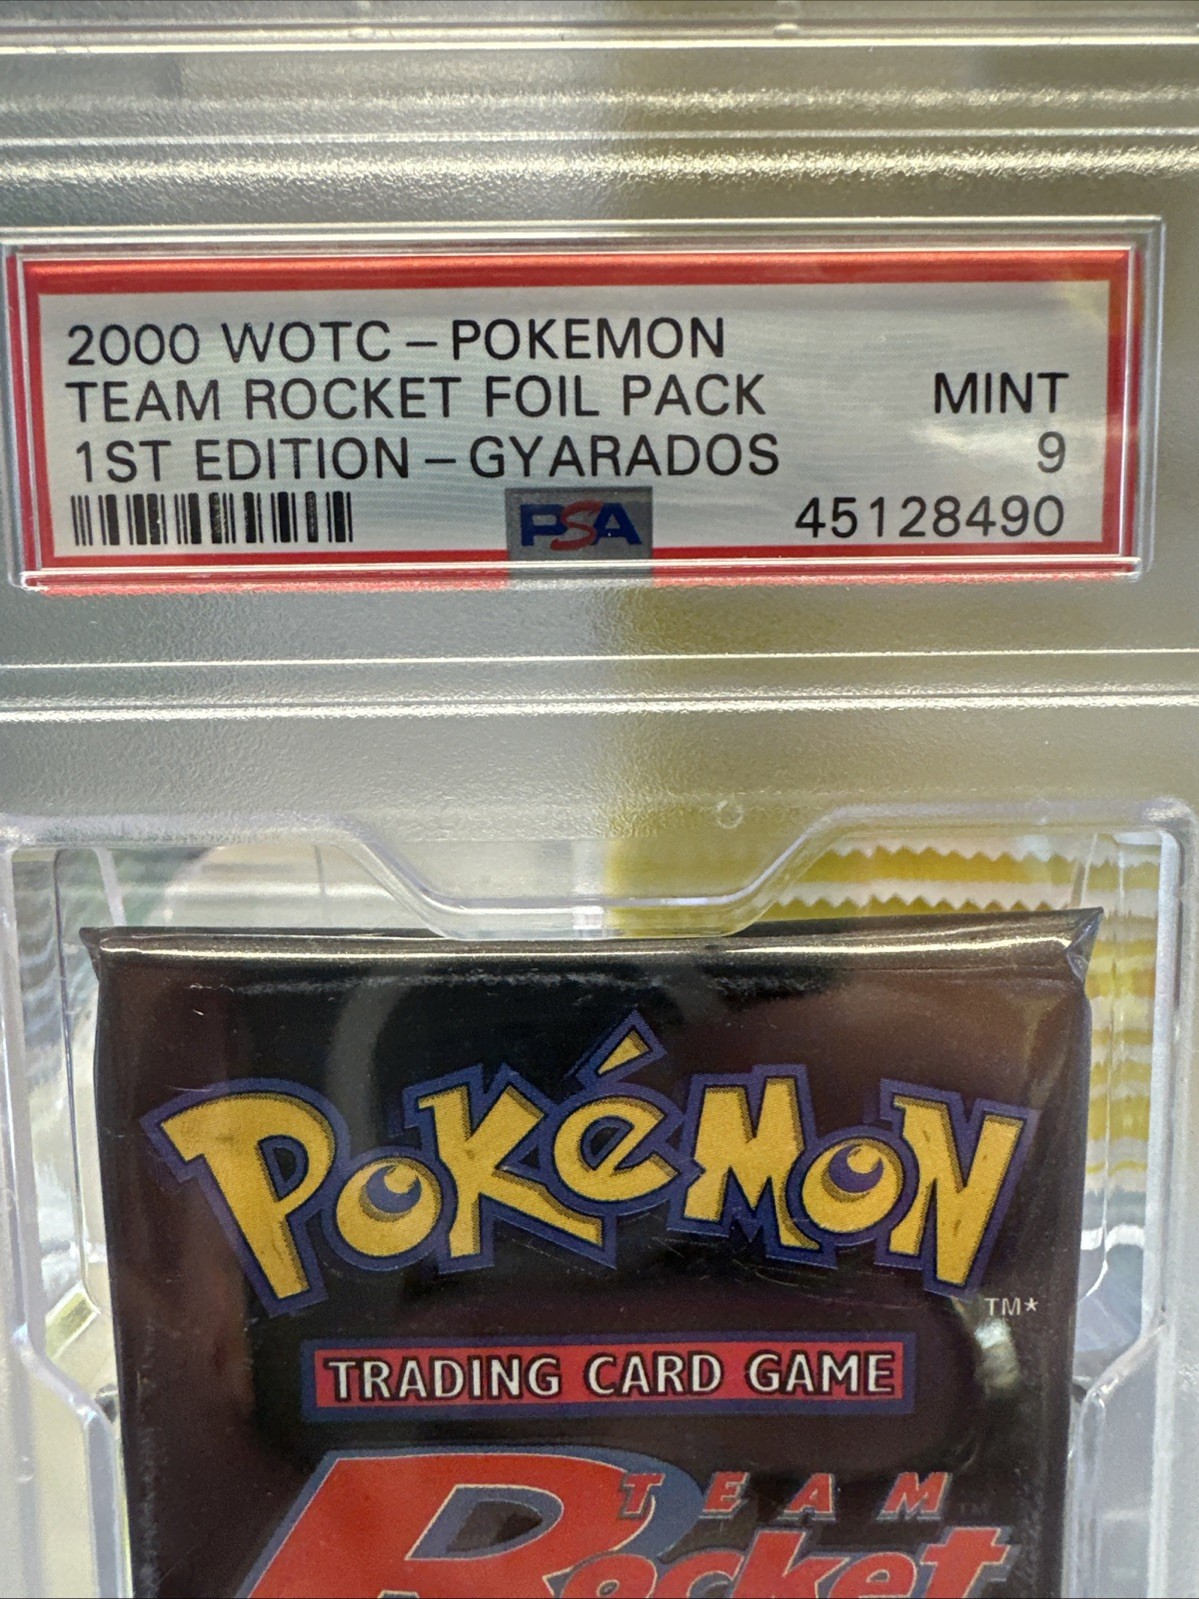 2000 WOTC – POKEMON
TEAM ROCKET FOIL PACK MINT
1ST EDITION – GYARADOS 9
PSA 45128490
POKéMON
TM*
TRADING CARD GAME
TEAM TM
Rocket